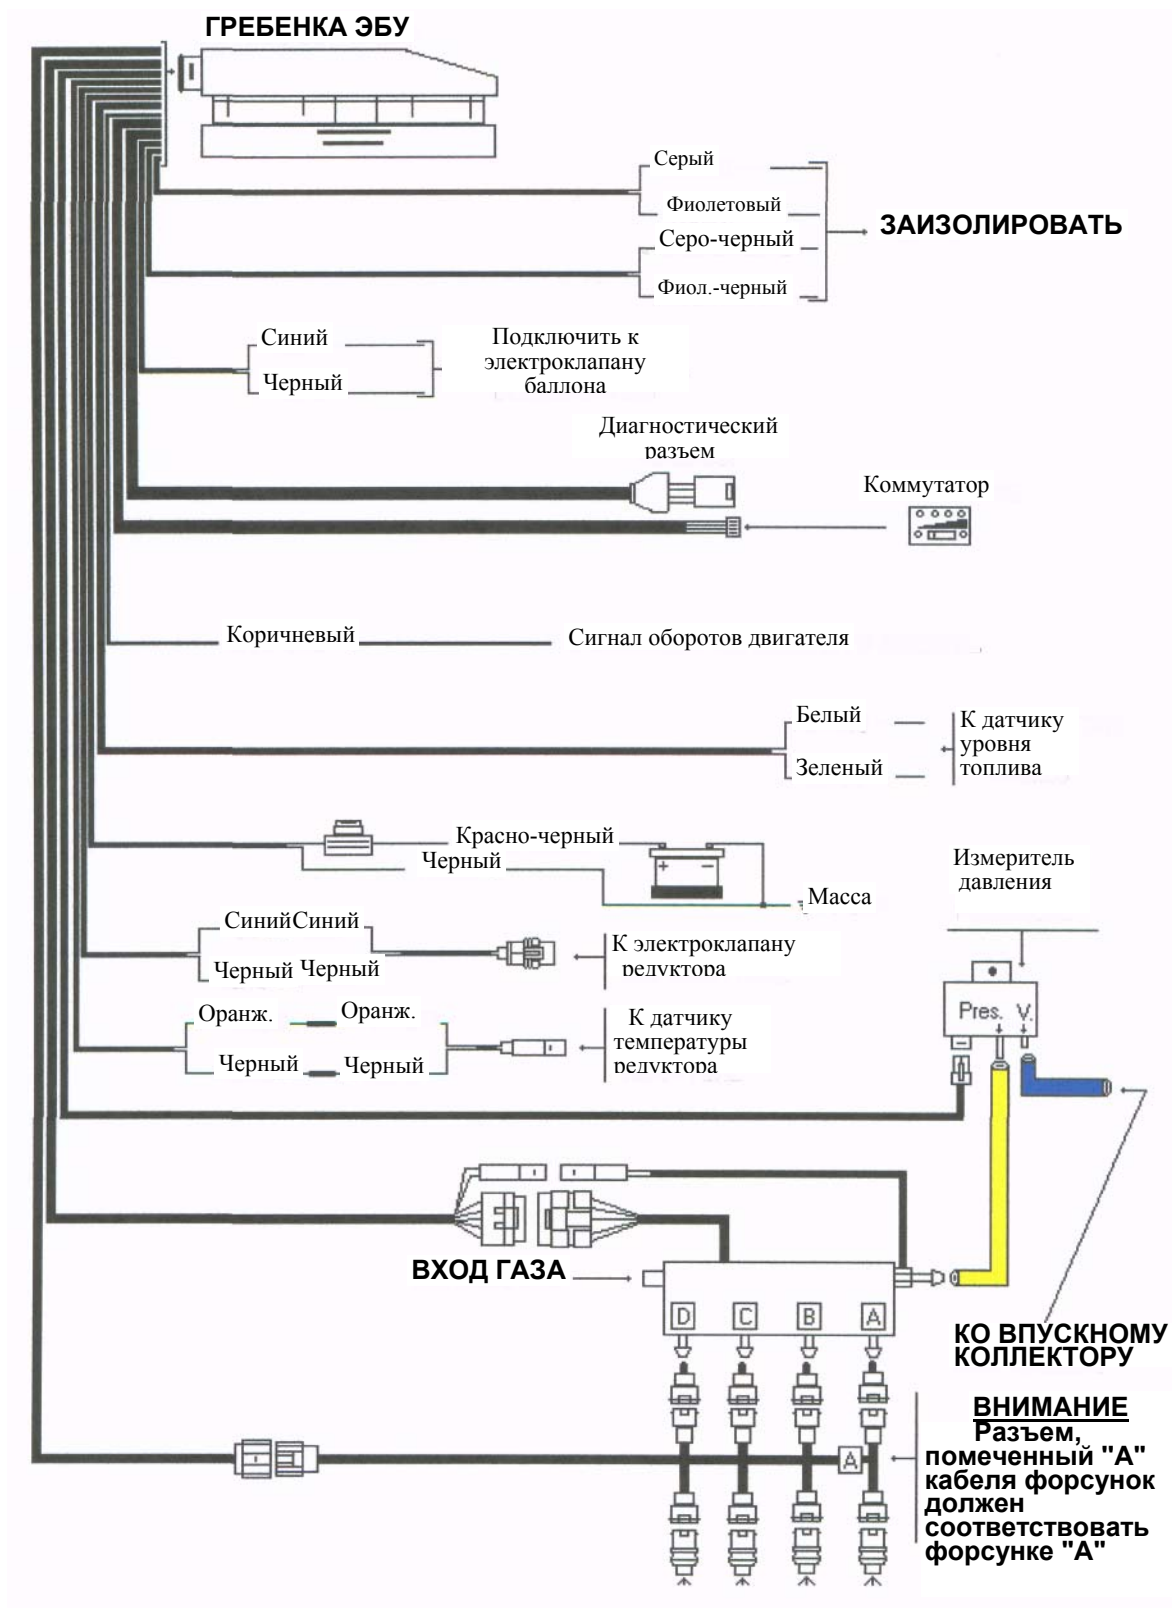 ГРЕБЕНКА ЭБУ
Серый
Фиолетовый
Серо-черный
Фиол.-черный
ЗАИЗОЛИРОВАТЬ
Синий
Черный
Подключить к
электроклапану
баллона
Диагностический
разъем
Коммутатор
Коричневый
Сигнал оборотов двигателя
Белый
Зеленый
К датчику
уровня
топлива
Красно-черный
Черный
+ −
Масса
Измеритель
давления
СинийСиний
Черный Черный
К электроклапану
редуктора
Pres. V.
Оранж. Оранж.
Черный Черный
К датчику
температуры
редуктора
ВХОД ГАЗА
D C B A
КО ВПУСКНОМУ
КОЛЛЕКТОРУ
A
ВНИМАНИЕ
Разъем,
помеченный "А"
кабеля форсунок
должен
соответствовать
форсунке "А"